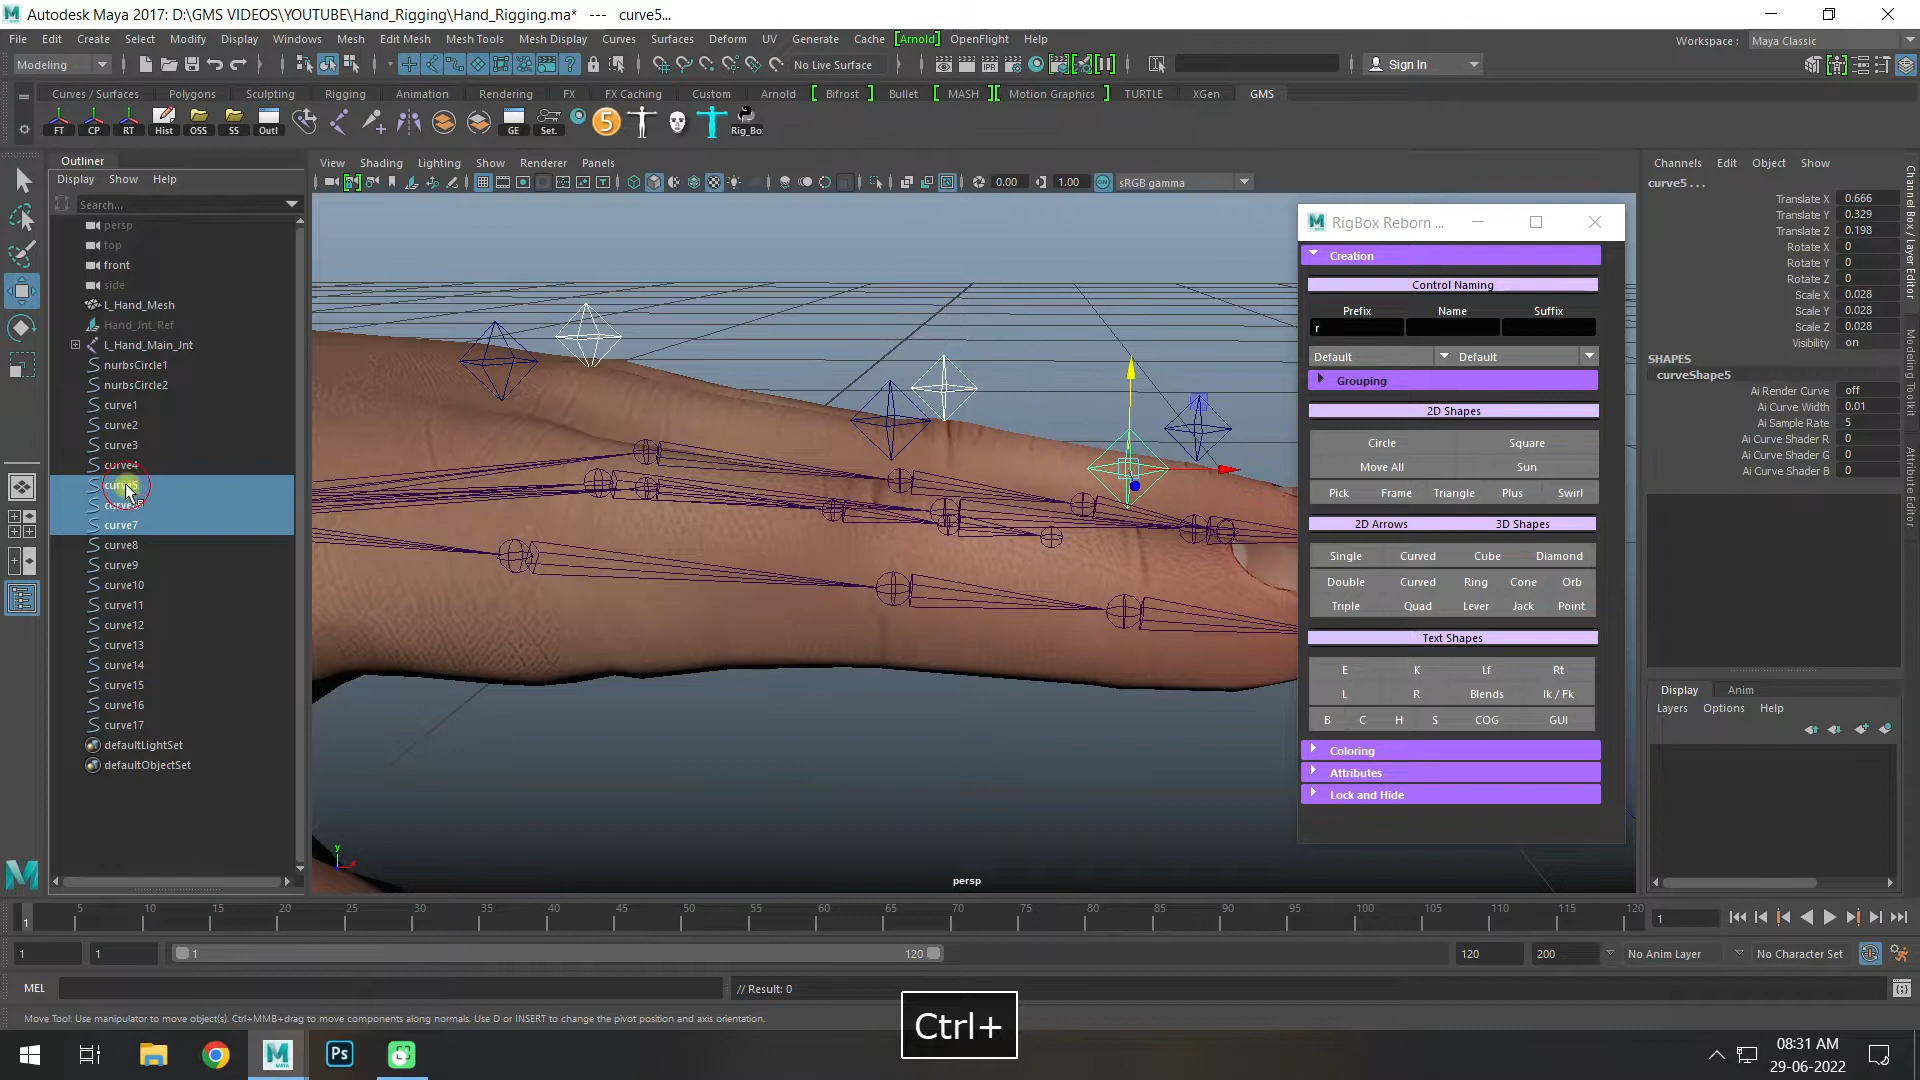 Autodesk Maya 2017: D:\GMS VIDEOS\YOUTUBE\Hand_Rigging\Hand_Rigging.ma*   ---   curve5...
File Edit Create Select Modify Display Windows Mesh Edit Mesh Mesh Tools Mesh Display Curves Surfaces Deform UV Generate Cache [Arnold] OpenFlight Help
Workspace : Maya Classic
Modeling No Live Surface Sign In
Curves / Surfaces Polygons Sculpting Rigging Animation Rendering FX FX Caching Custom Arnold [ Bifrost ] Bullet [ MASH ][ Motion Graphics ] TURTLE XGen GMS
FT CP RT Hist OSS SS Outl GE Set. 5 Rig_Bo
Outliner
Display Show Help
Search...
persp
top
front
side
L_Hand_Mesh
Hand_Jnt_Ref
L_Hand_Main_Jnt
nurbsCircle1
nurbsCircle2
curve1
curve2
curve3
curve4
curve7
curve8
curve9
curve10
curve11
curve12
curve13
curve14
curve15
curve16
curve17
defaultLightSet
defaultObjectSet
View Shading Lighting Show Renderer Panels
0.00 1.00 sRGB gamma
persp
RigBox Reborn ...
Creation
Control Naming
Prefix Name Suffix
r
Default Default
Grouping
2D Shapes
Circle Square
Move All Sun
Pick Frame Triangle Plus Swirl
2D Arrows 3D Shapes
Single Curved Cube Diamond
Double Curved Ring Cone Orb
Triple Quad Lever Jack Point
Text Shapes
E K Lf Rt
L R Blends Ik / Fk
B C H S COG GUI
Coloring
Attributes
Lock and Hide
Channels Edit Object Show
curve5 . . .
Translate X 0.666
Translate Y 0.329
Translate Z 0.198
Rotate X 0
Rotate Y 0
Rotate Z 0
Scale X 0.028
Scale Y 0.028
Scale Z 0.028
Visibility on
SHAPES
curveShape5
Ai Render Curve off
Ai Curve Width 0.01
Ai Sample Rate 5
Ai Curve Shader R 0
Ai Curve Shader G 0
Ai Curve Shader B 0
Display Anim
Layers Options Help
Channel Box / Layer Editor
Modeling Toolkit
Attribute Editor
1 5 10 15 20 25 30 35 40 45 50 55 60 65 70 75 80 85 90 95 100 105 110 115 120 1
1 1 1 120 120 200 No Anim Layer No Character Set
MEL // Result: 0
Move Tool: Use manipulator to move object(s). Ctrl+MMB+drag to move components along normals. Use D or INSERT to change the pivot position and axis orientation.
Ctrl+
Ps
08:31 AM
29-06-2022